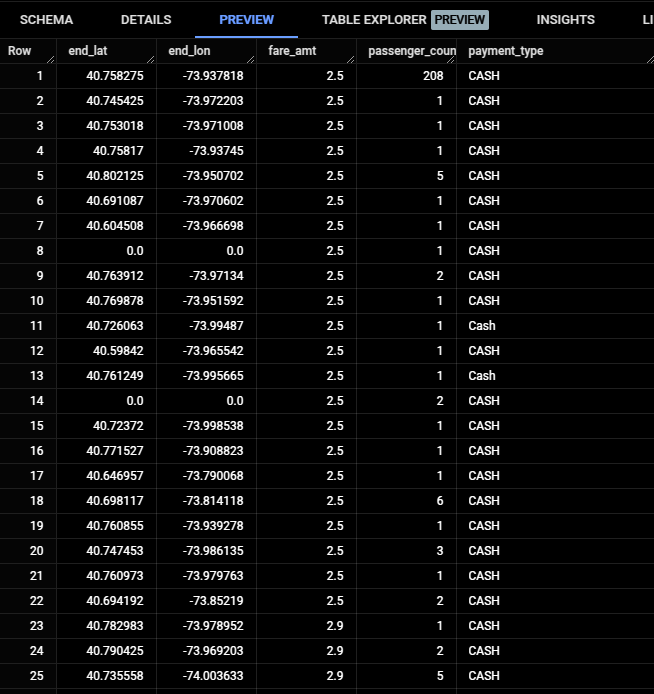 SCHEMA DETAILS PREVIEW TABLE EXPLORER PREVIEW INSIGHTS LI
Row end_lat end_lon fare_amt passenger_coun payment_type
1 40.758275 -73.937818 2.5 208 CASH
2 40.745425 -73.972203 2.5 1 CASH
3 40.753018 -73.971008 2.5 1 CASH
4 40.75817 -73.93745 2.5 1 CASH
5 40.802125 -73.950702 2.5 5 CASH
6 40.691087 -73.970602 2.5 1 CASH
7 40.604508 -73.966698 2.5 1 CASH
8 0.0 0.0 2.5 1 CASH
9 40.763912 -73.97134 2.5 2 CASH
10 40.769878 -73.951592 2.5 1 CASH
11 40.726063 -73.99487 2.5 1 Cash
12 40.59842 -73.965542 2.5 1 CASH
13 40.761249 -73.995665 2.5 1 Cash
14 0.0 0.0 2.5 2 CASH
15 40.72372 -73.998538 2.5 1 CASH
16 40.771527 -73.908823 2.5 1 CASH
17 40.646957 -73.790068 2.5 1 CASH
18 40.698117 -73.814118 2.5 6 CASH
19 40.760855 -73.939278 2.5 1 CASH
20 40.747453 -73.986135 2.5 3 CASH
21 40.760973 -73.979763 2.5 1 CASH
22 40.694192 -73.85219 2.5 2 CASH
23 40.782983 -73.978952 2.9 1 CASH
24 40.790425 -73.969203 2.9 2 CASH
25 40.735558 -74.003633 2.9 5 CASH